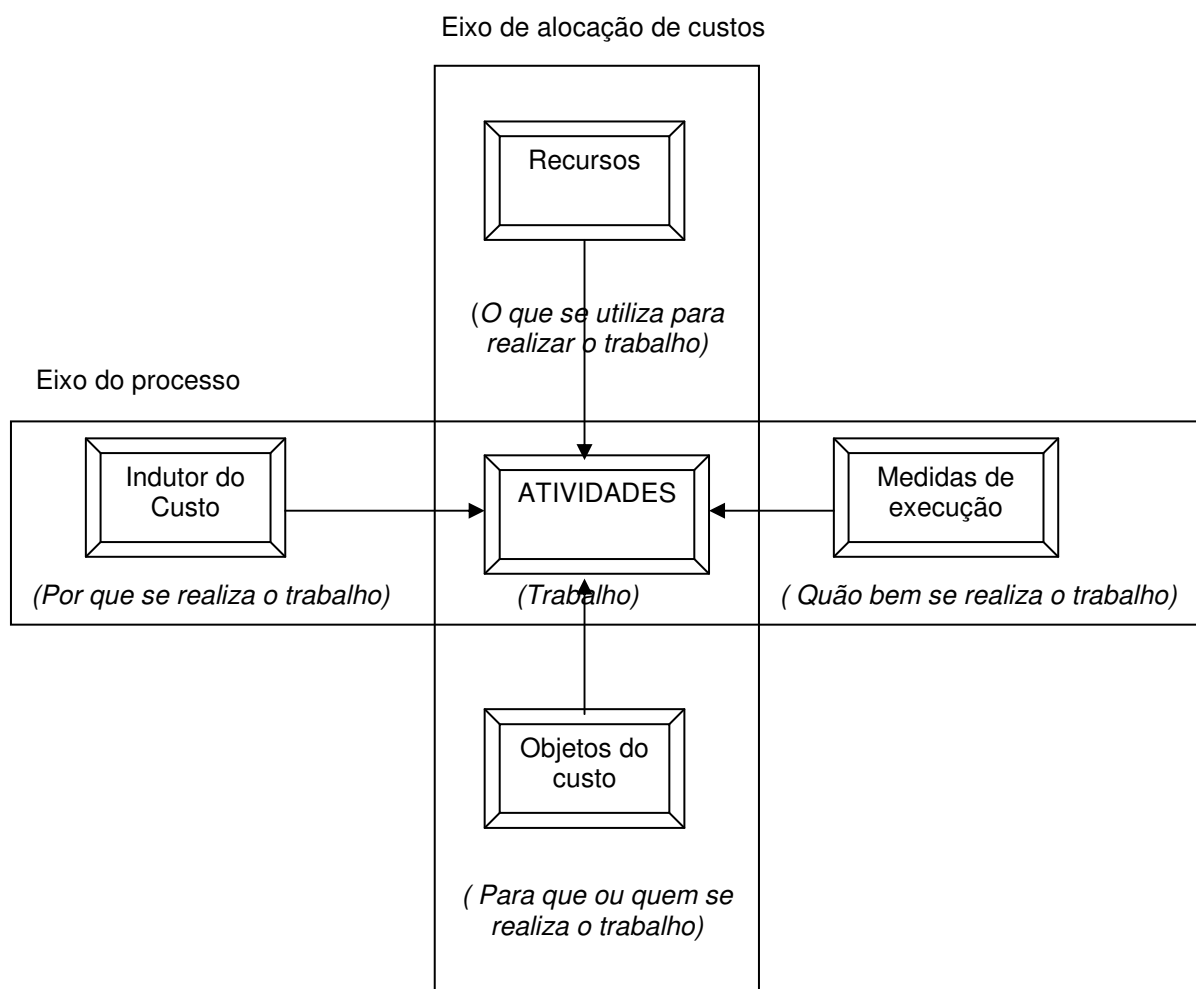 Eixo de alocação de custos
Recursos
(O que se utiliza para
realizar o trabalho)
Eixo do processo
Indutor do
Custo
ATIVIDADES
Medidas de
execução
(Por que se realiza o trabalho)
(Trabalho)
( Quão bem se realiza o trabalho)
Objetos do
custo
( Para que ou quem se
realiza o trabalho)